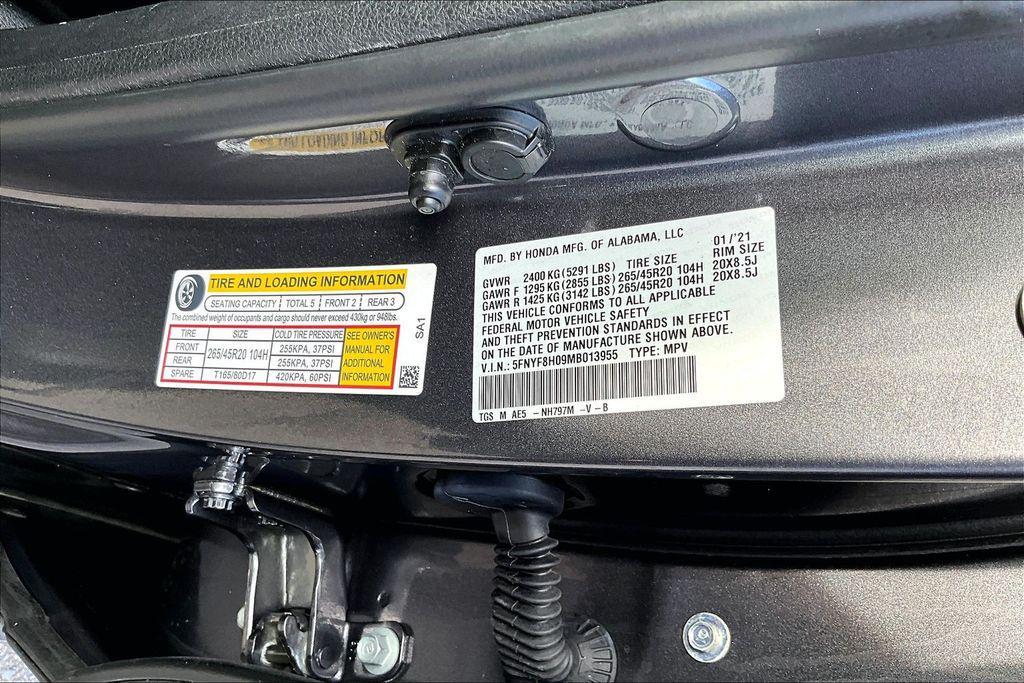 TIRE AND LOADING INFORMATION
SEATING CAPACITY TOTAL 5 FRONT 2 REAR 3
The combined weight of occupants and cargo should never exceed 430kg or 948lbs.
TIRE SIZE COLD TIRE PRESSURE
FRONT 265/45R20 104H 255KPA, 37PSI
REAR 255KPA, 37PSI
SPARE T165/80D17 420KPA, 60PSI
SEE OWNER'S
MANUAL FOR
ADDITIONAL
INFORMATION
SA1
MFD. BY HONDA MFG. OF ALABAMA, LLC 01/'21
GVWR 2400 KG (5291 LBS) TIRE SIZE RIM SIZE
GAWR F 1295 KG (2855 LBS) 265/45R20 104H 20X8.5J
GAWR R 1425 KG (3142 LBS) 265/45R20 104H 20X8.5J
THIS VEHICLE CONFORMS TO ALL APPLICABLE
FEDERAL MOTOR VEHICLE SAFETY
AND THEFT PREVENTION STANDARDS IN EFFECT
ON THE DATE OF MANUFACTURE SHOWN ABOVE.
V.I.N.: 5FNYF8H09MB013955 TYPE: MPV
TGS M AE5 -NH797M -V-B